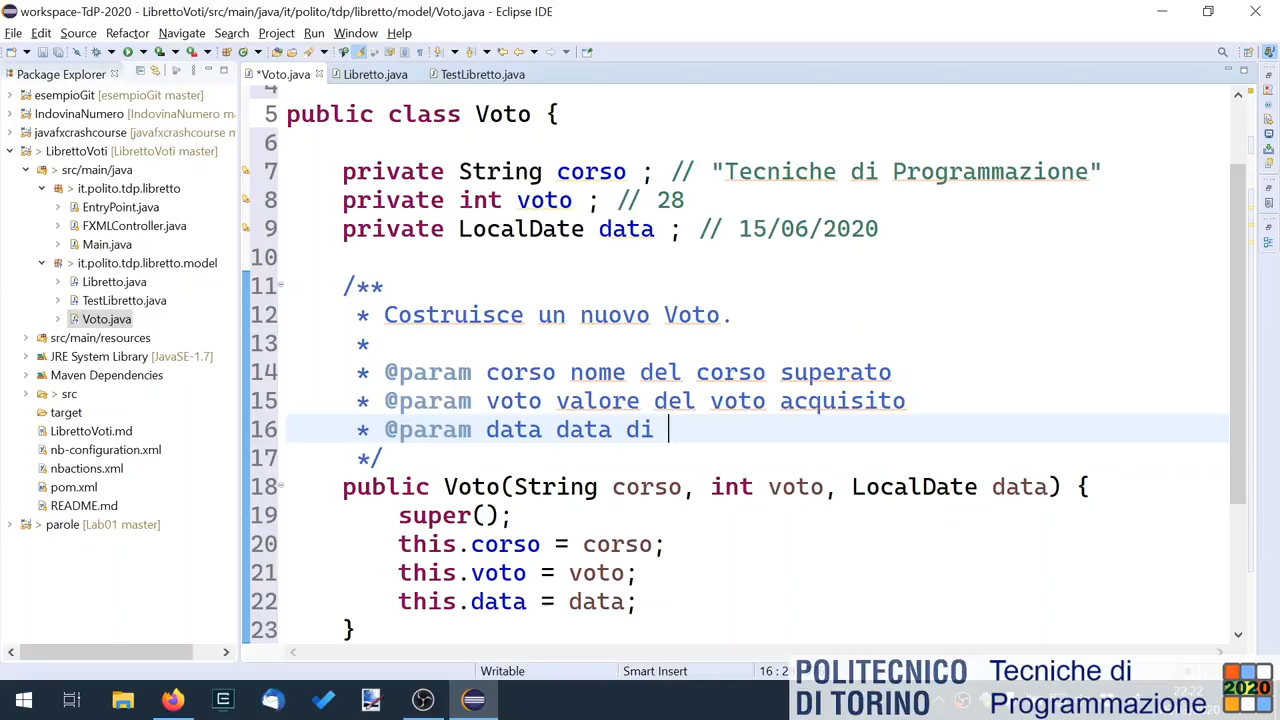 workspace-TdP-2020 - LibrettoVoti/src/main/java/it/polito/tdp/libretto/model/Voto.java - Eclipse IDE
File Edit Source Refactor Navigate Search Project Run Window Help
Package Explorer
*Voto.java Libretto.java TestLibretto.java
esempioGit [esempioGit master]
IndovinaNumero [IndovinaNumero m
javafxcrashcourse [javafxcrashcourse m
LibrettoVoti [LibrettoVoti master]
> src/main/java
> it.polito.tdp.libretto
> EntryPoint.java
> FXMLController.java
> Main.java
> it.polito.tdp.libretto.model
> Libretto.java
> TestLibretto.java
Voto.java
src/main/resources
JRE System Library [JavaSE-1.7]
Maven Dependencies
> src
target
LibrettoVoti.md
nb-configuration.xml
nbactions.xml
pom.xml
README.md
> parole [Lab01 master]
4
5 public class Voto {
6
7 private String corso ; // "Tecniche di Programmazione"
8 private int voto ; // 28
9 private LocalDate data ; // 15/06/2020
10
11 /**
12 * Costruisce un nuovo Voto.
13 *
14 * @param corso nome del corso superato
15 * @param voto valore del voto acquisito
16 * @param data data di
17 */
18 public Voto(String corso, int voto, LocalDate data) {
19 super();
20 this.corso = corso;
21 this.voto = voto;
22 this.data = data;
23 }
Writable Smart Insert 16 : 2
POLITECNICO
DI TORINO
Tecniche di
Programmazione
2020